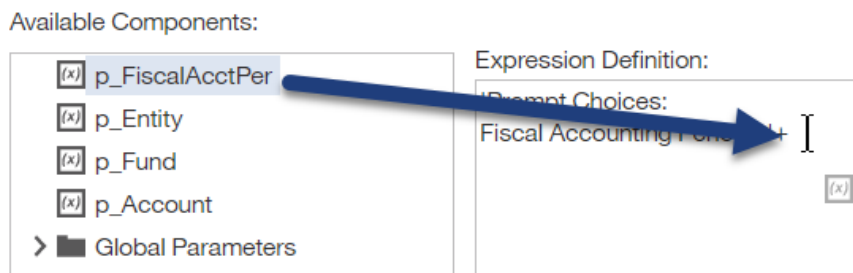 Available Components:
(x) p_FiscalAcctPer
(x) p_Entity
(x) p_Fund
(x) p_Account
Global Parameters
Expression Definition:
'Prompt Choices:
Fiscal Accounting +
(x)